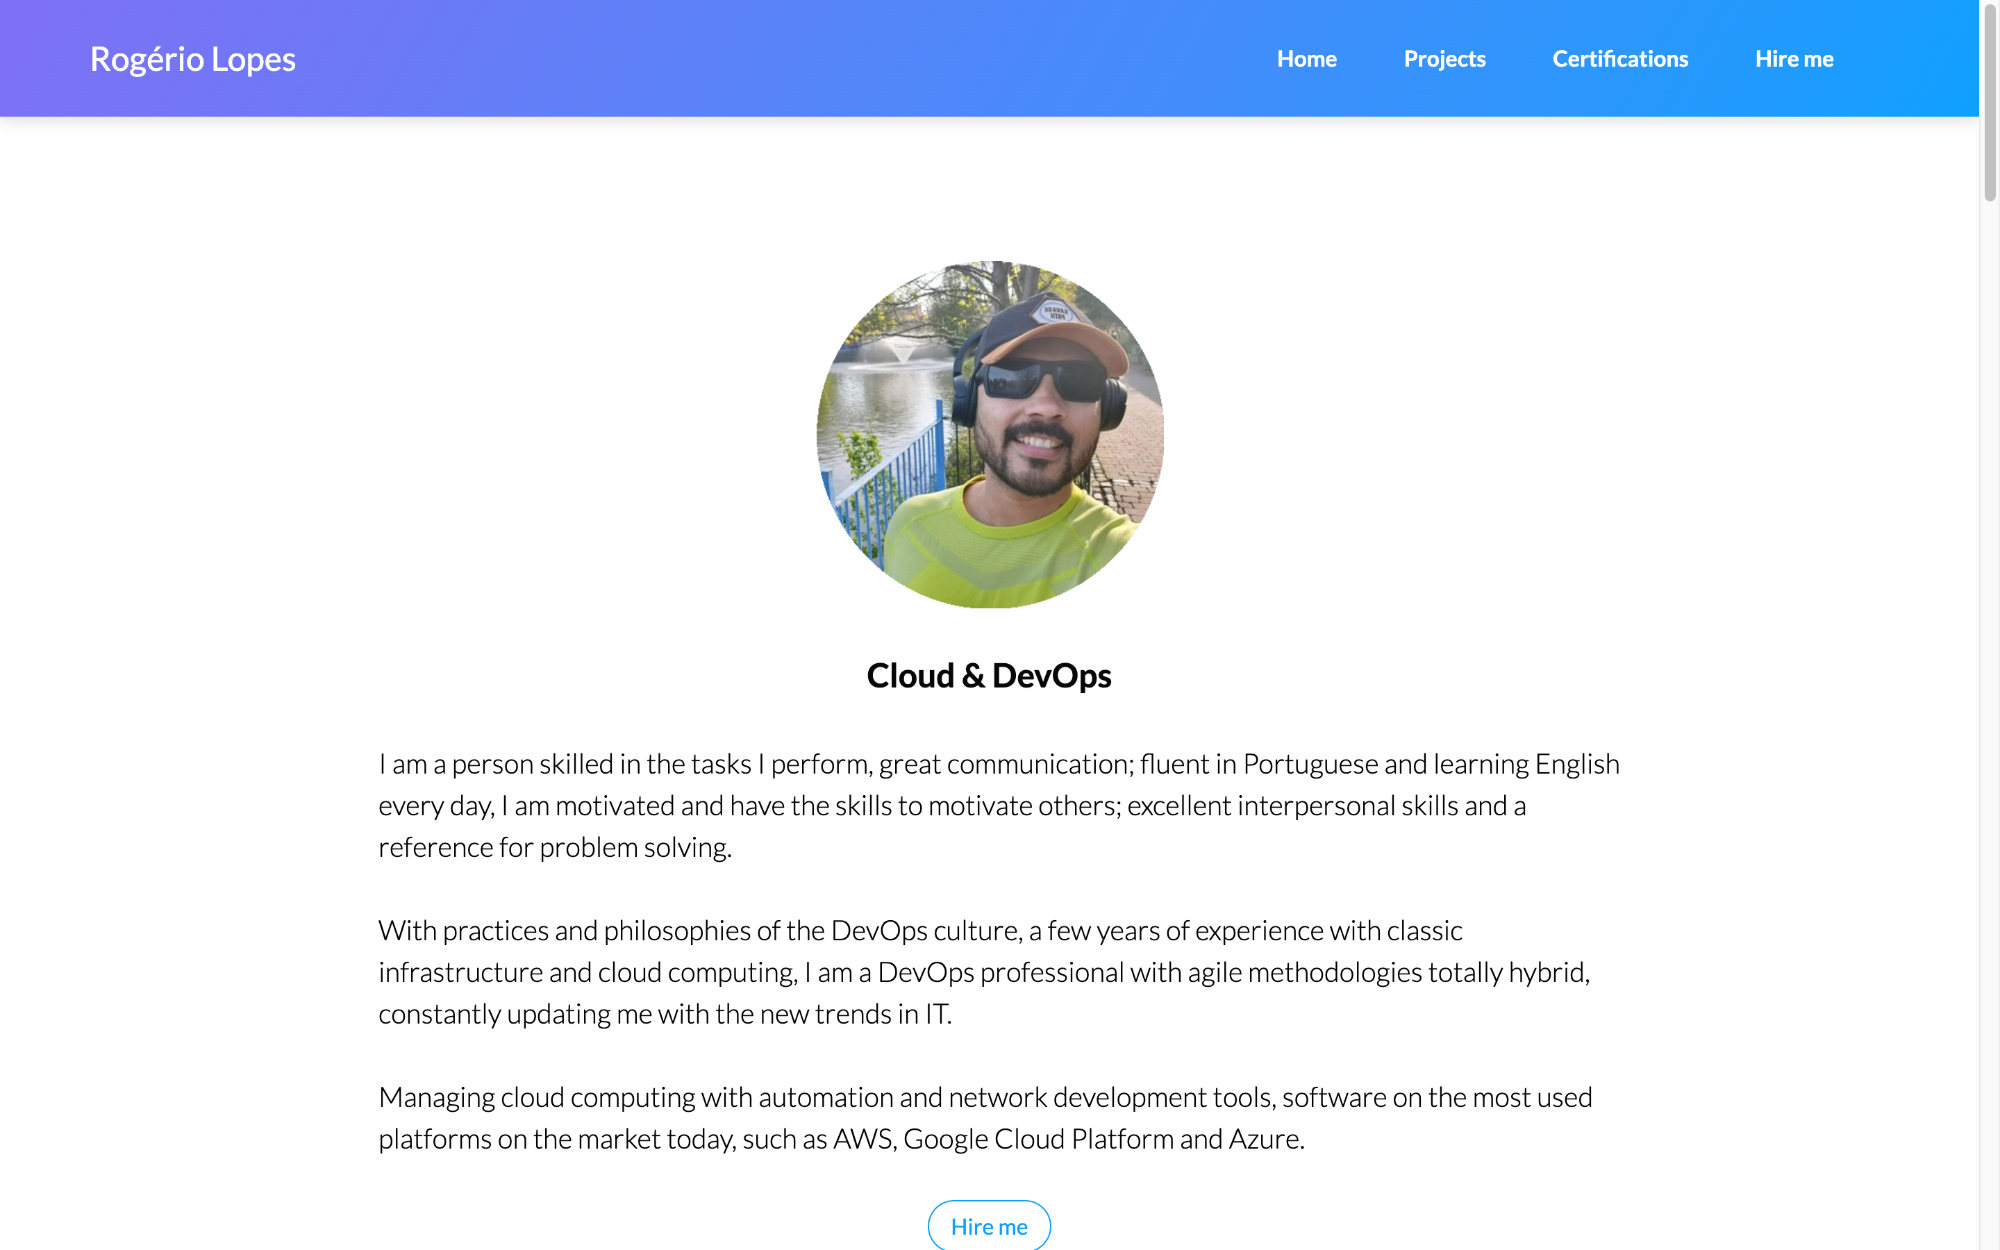 Rogério Lopes
Home
Projects
Certifications
Hire me
Cloud & DevOps
I am a person skilled in the tasks I perform, great communication; fluent in Portuguese and learning English
every day, I am motivated and have the skills to motivate others; excellent interpersonal skills and a
reference for problem solving.
With practices and philosophies of the DevOps culture, a few years of experience with classic
infrastructure and cloud computing, I am a DevOps professional with agile methodologies totally hybrid,
constantly updating me with the new trends in IT.
Managing cloud computing with automation and network development tools, software on the most used
platforms on the market today, such as AWS, Google Cloud Platform and Azure.
Hire me